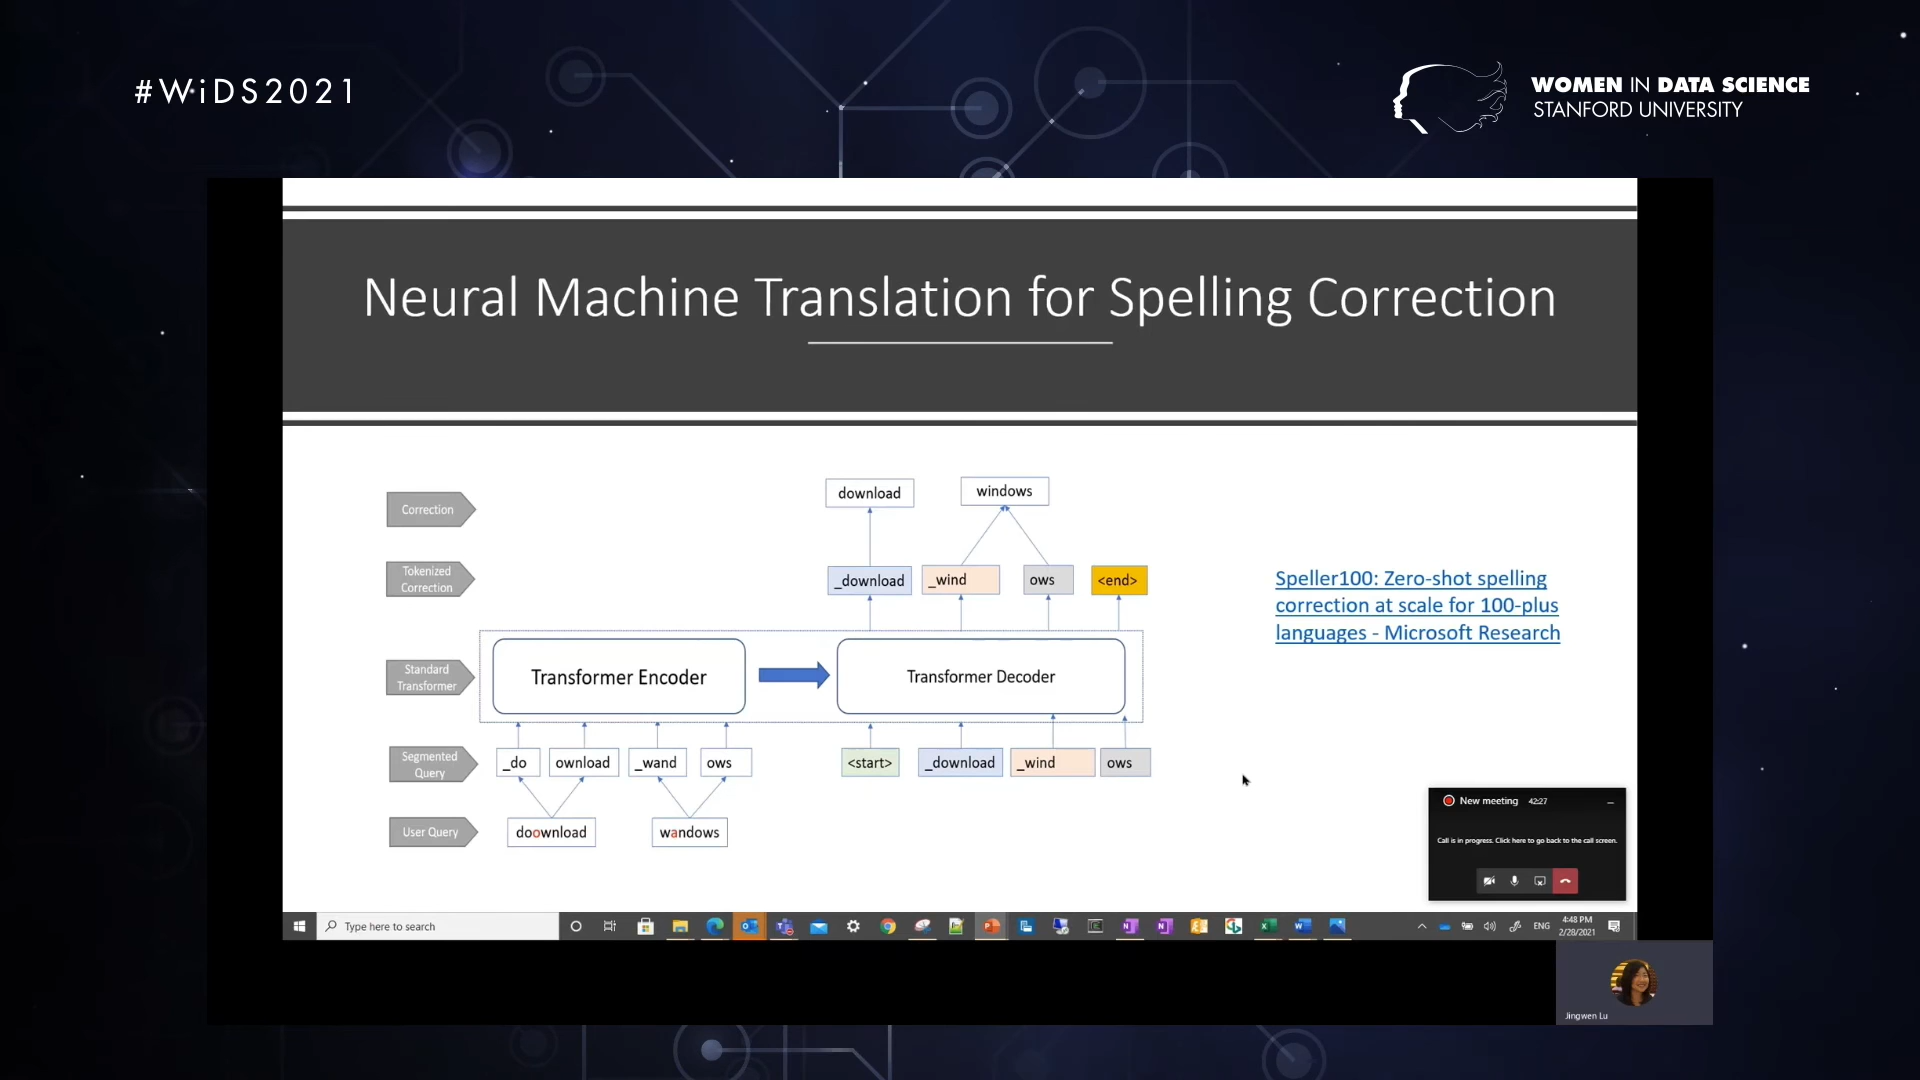 #WiDS2021
WOMEN IN DATA SCIENCE
STANFORD UNIVERSITY
Neural Machine Translation for Spelling Correction
Correction
download
windows
Tokenized
Correction
_download
_wind
ows
<end>
Speller100: Zero-shot spelling
correction at scale for 100-plus
languages - Microsoft Research
Standard
Transformer
Transformer Encoder
Transformer Decoder
Segmented
Query
_do
ownload
_wand
ows
<start>
_download
_wind
ows
User Query
doownload
wandows
New meeting 42:27
Call is in progress. Click here to go back to the call screen.
Type here to search
ENG
4:48 PM
2/28/2021
Jingwen Lu